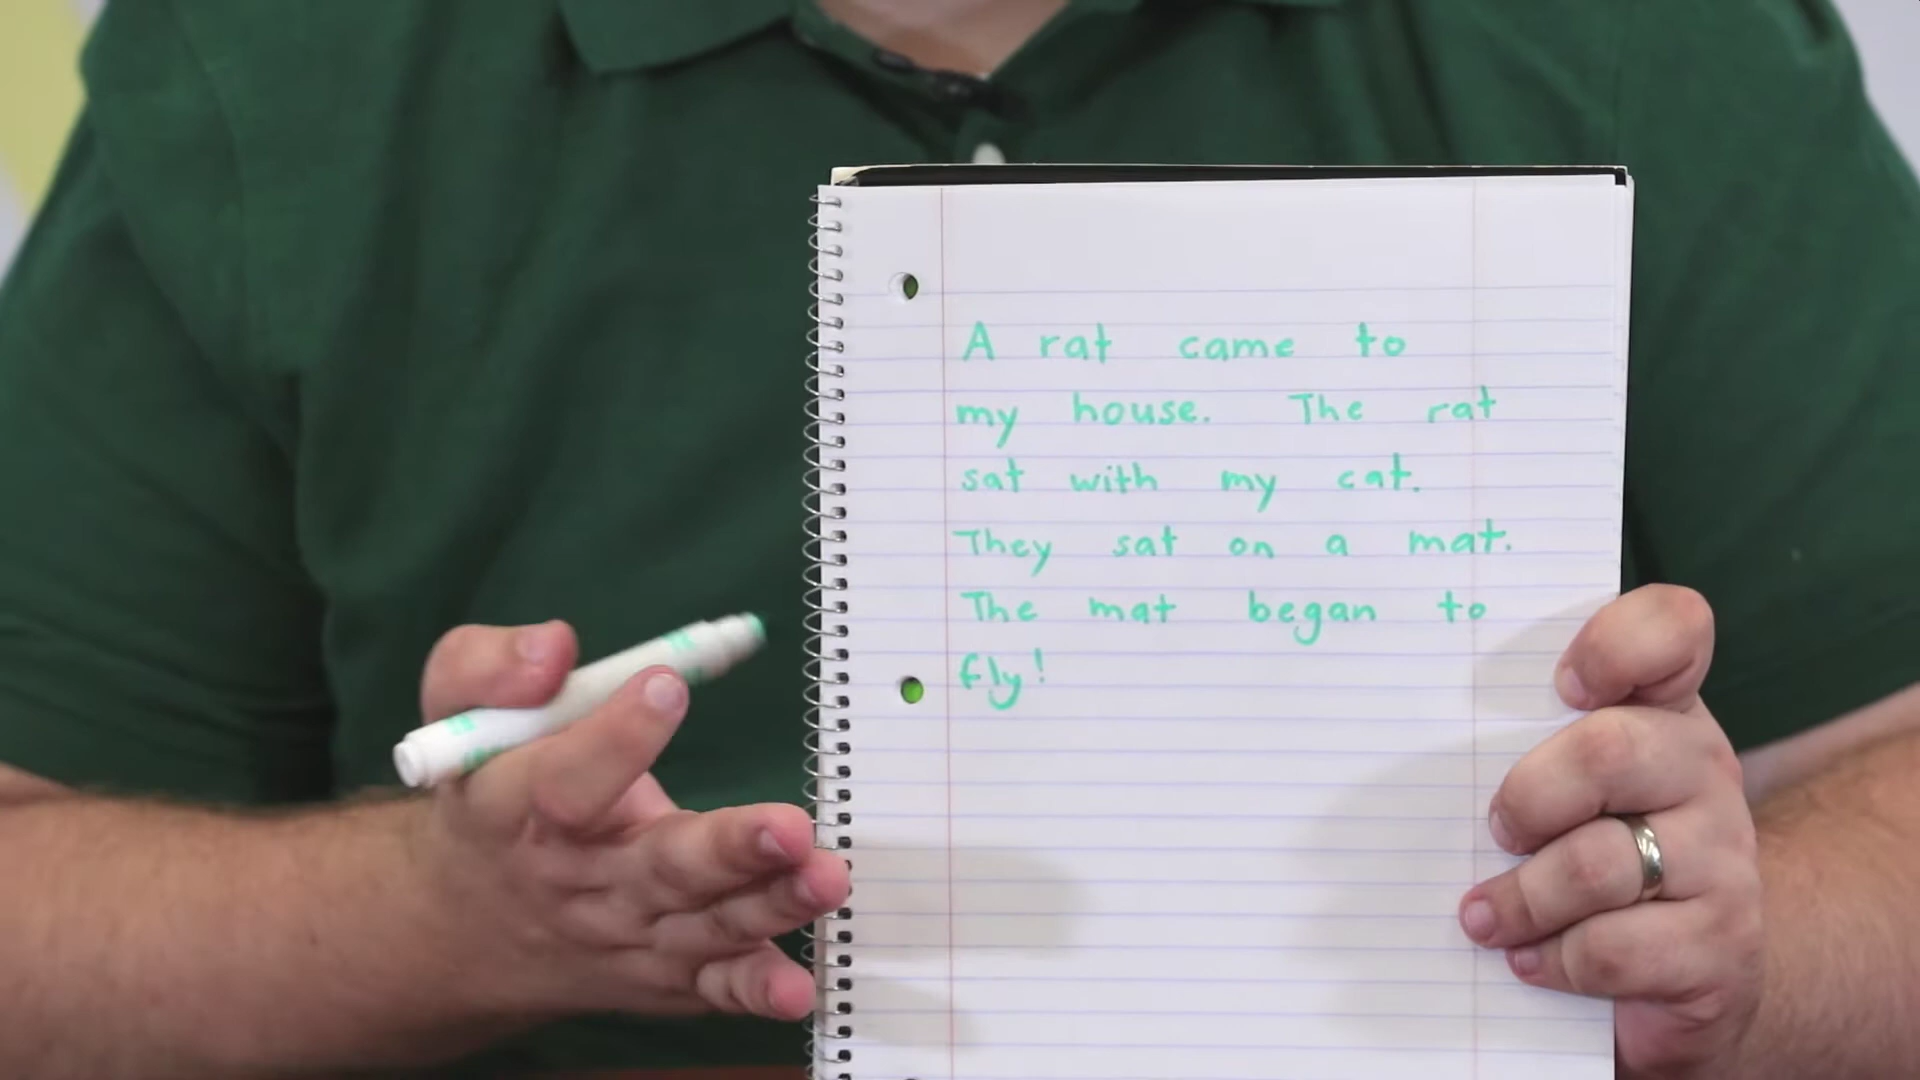 A rat came to
my house. The rat
sat with my cat.
They sat on a mat.
The mat began to
fly!